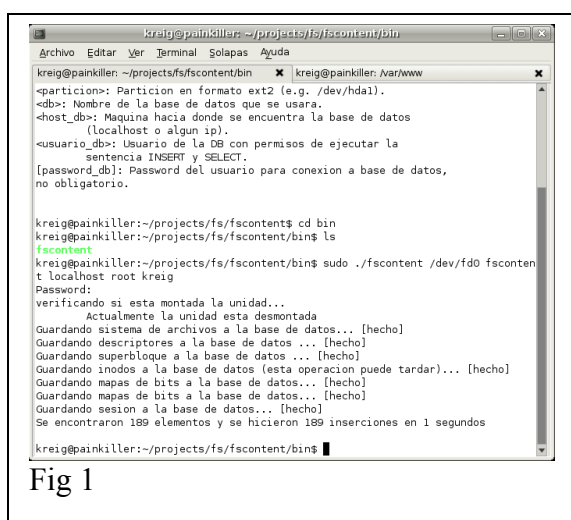 kreig@painkiller: ~/projects/fs/fscontent/bin
Archivo Editar Ver Terminal Solapas Ayuda
kreig@painkiller: ~/projects/fs/fscontent/bin kreig@painkiller: /var/www
<particion>: Particion en formato ext2 (e.g. /dev/hda1).
<db>: Nombre de la base de datos que se usara.
<host_db>: Maquina hacia donde se encuentra la base de datos
(localhost o algun ip).
<usuario_db>: Usuario de la DB con permisos de ejecutar la
sentencia INSERT y SELECT.
[password_db]: Password del usuario para conexion a base de datos,
no obligatorio.
kreig@painkiller:~/projects/fs/fscontent$ cd bin
kreig@painkiller:~/projects/fs/fscontent/bin$ ls
fscontent
kreig@painkiller:~/projects/fs/fscontent/bin$ sudo ./fscontent /dev/fd0 fsconten
t localhost root kreig
Password:
verificando si esta montada la unidad...
Actualmente la unidad esta desmontada
Guardando sistema de archivos a la base de datos... [hecho]
Guardando descriptores a la base de datos ... [hecho]
Guardando superbloque a la base de datos ... [hecho]
Guardando inodos a la base de datos (esta operacion puede tardar)... [hecho]
Guardando mapas de bits a la base de datos... [hecho]
Guardando mapas de bits a la base de datos... [hecho]
Guardando sesion a la base de datos... [hecho]
Se encontraron 189 elementos y se hicieron 189 inserciones en 1 segundos
kreig@painkiller:~/projects/fs/fscontent/bin$
Fig 1